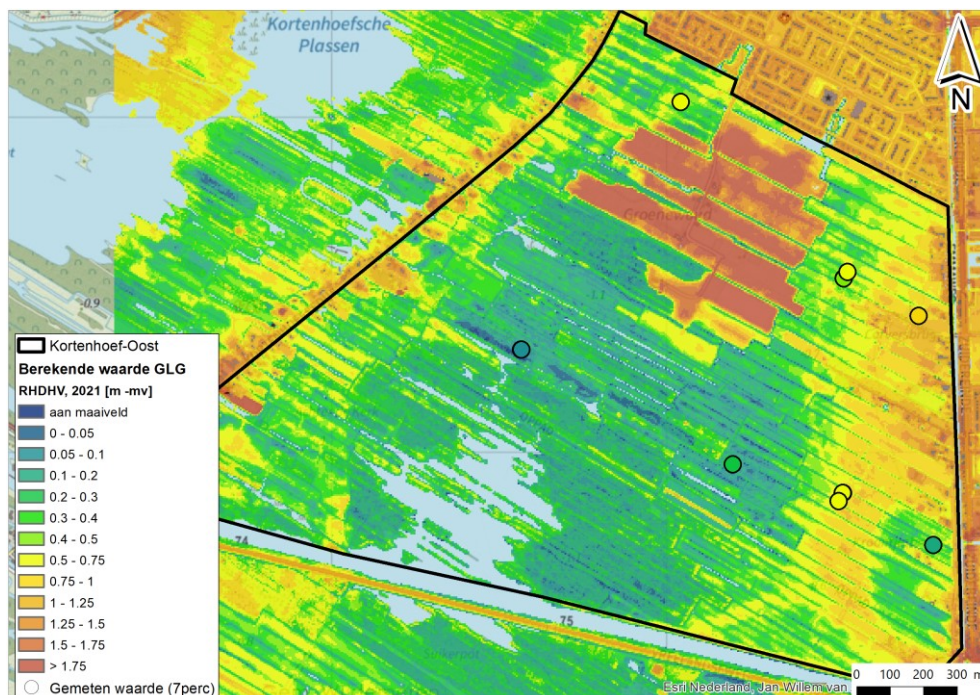 Kortenhoefsche
Plassen
N
Groenewoud
0.9
1.1
Kortenhoef-Oost
Berekende waarde GLG
RHDHV, 2021 [m -mv]
aan maaiveld
0 - 0.05
0.05 - 0.1
0.1 - 0.2
0.2 - 0.3
0.3 - 0.4
0.4 - 0.5
0.5 - 0.75
0.75 - 1
1 - 1.25
1.25 - 1.5
1.5 - 1.75
> 1.75
Gemeten waarde (7perc)
74
75
Esri Nederland, Jan-Willem van
0 100 200 300